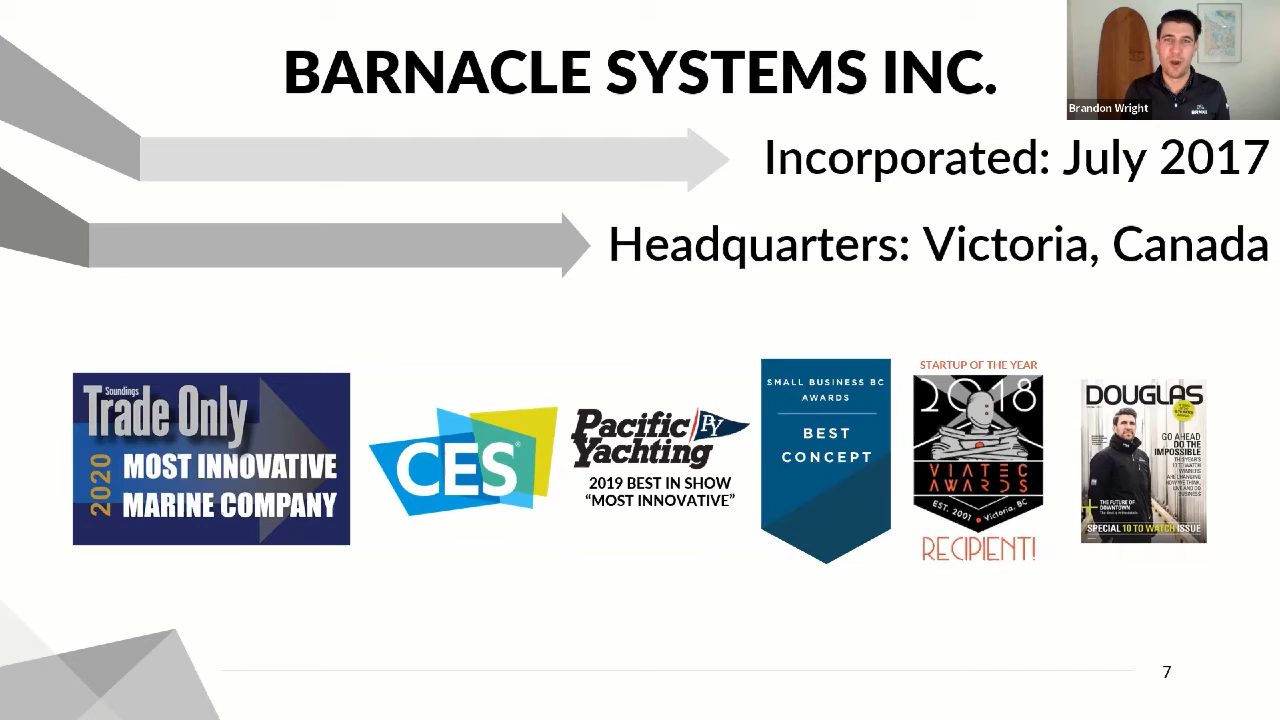 BARNACLE SYSTEMS INC.
Brandon Wright
Incorporated: July 2017
Headquarters: Victoria, Canada
Soundings
Trade Only
2020
MOST INNOVATIVE
MARINE COMPANY
CES
Pacific
Yachting
PY
2019 BEST IN SHOW
“MOST INNOVATIVE”
SMALL BUSINESS BC
AWARDS
BEST
CONCEPT
STARTUP OF THE YEAR
2018
VIATEC
AWARDS
EST. 2001 • Victoria, BC
RECIPIENT!
DOUGLAS
GO AHEAD
DO THE
IMPOSSIBLE
THE FUTURE OF
DOWNTOWN
SPECIAL 10 TO WATCH ISSUE
7